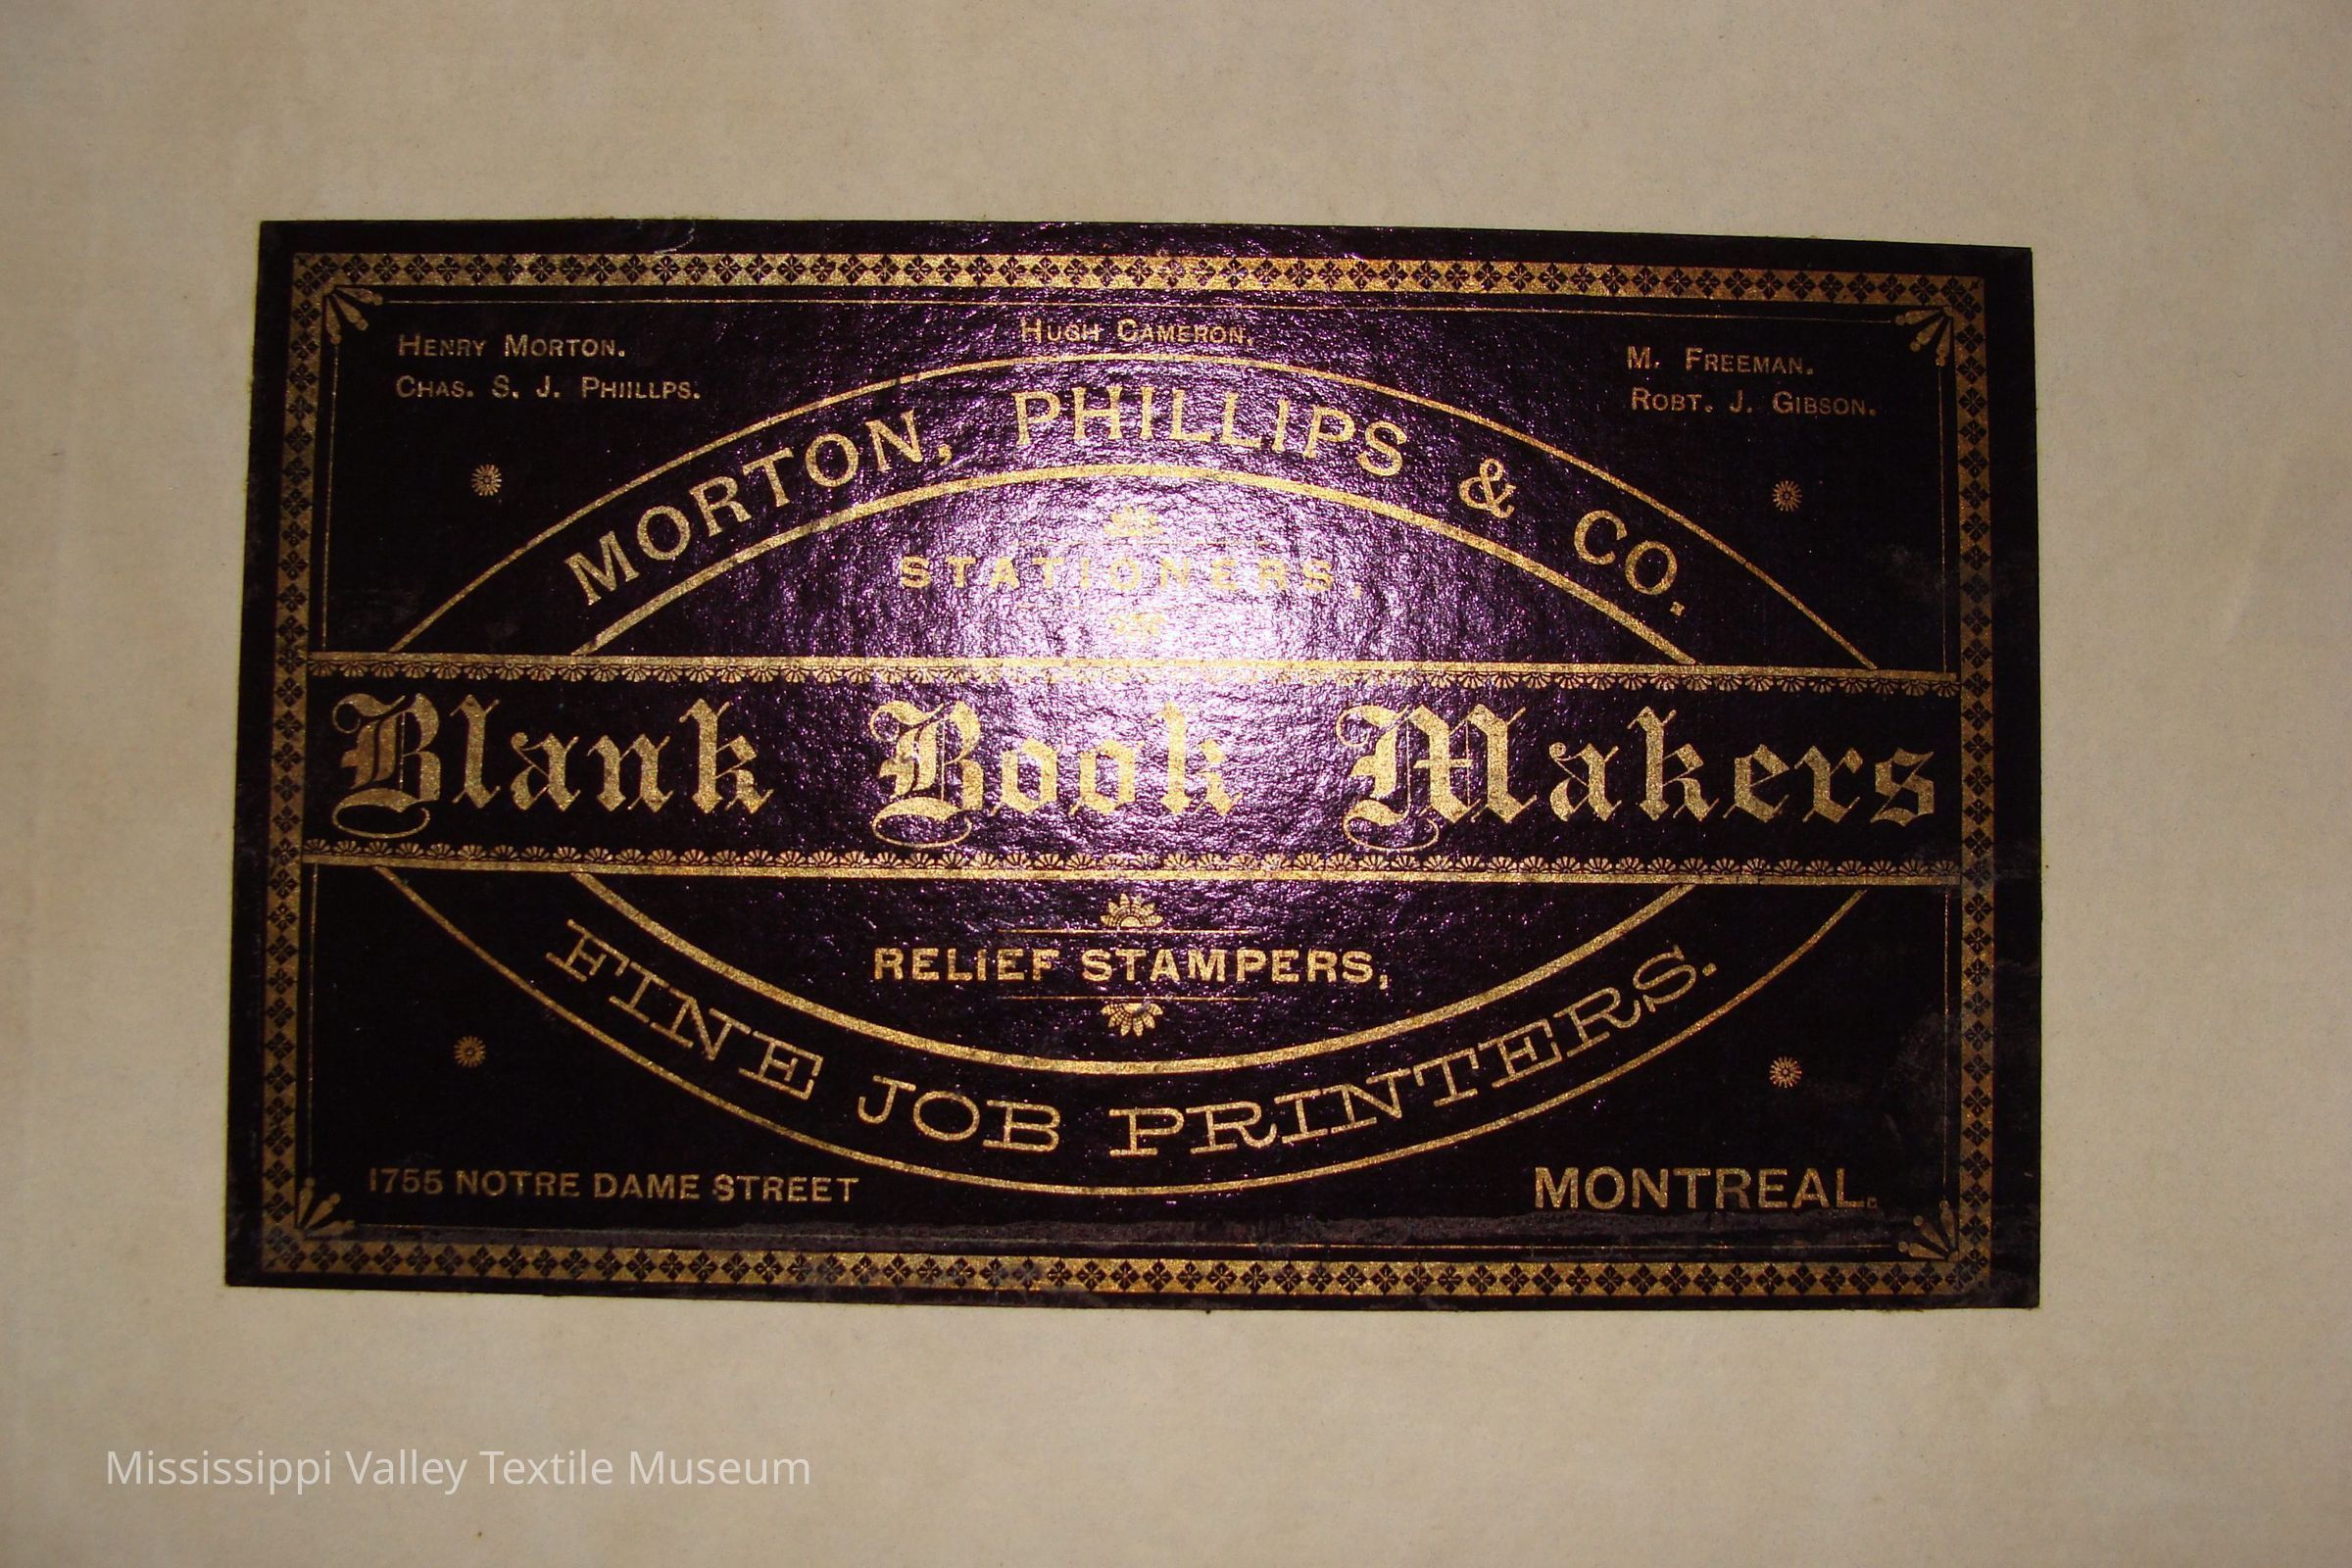 Henry Morton.
Chas. S. J. Phiillps.
Hugh Cameron.
M. Freeman.
Robt. J. Gibson.
MORTON, PHILLIPS & CO.
STATIONERS,
Blank Book Makers
RELIEF STAMPERS,
FINE JOB PRINTERS.
1755 NOTRE DAME STREET
MONTREAL.
Mississippi Valley Textile Museum